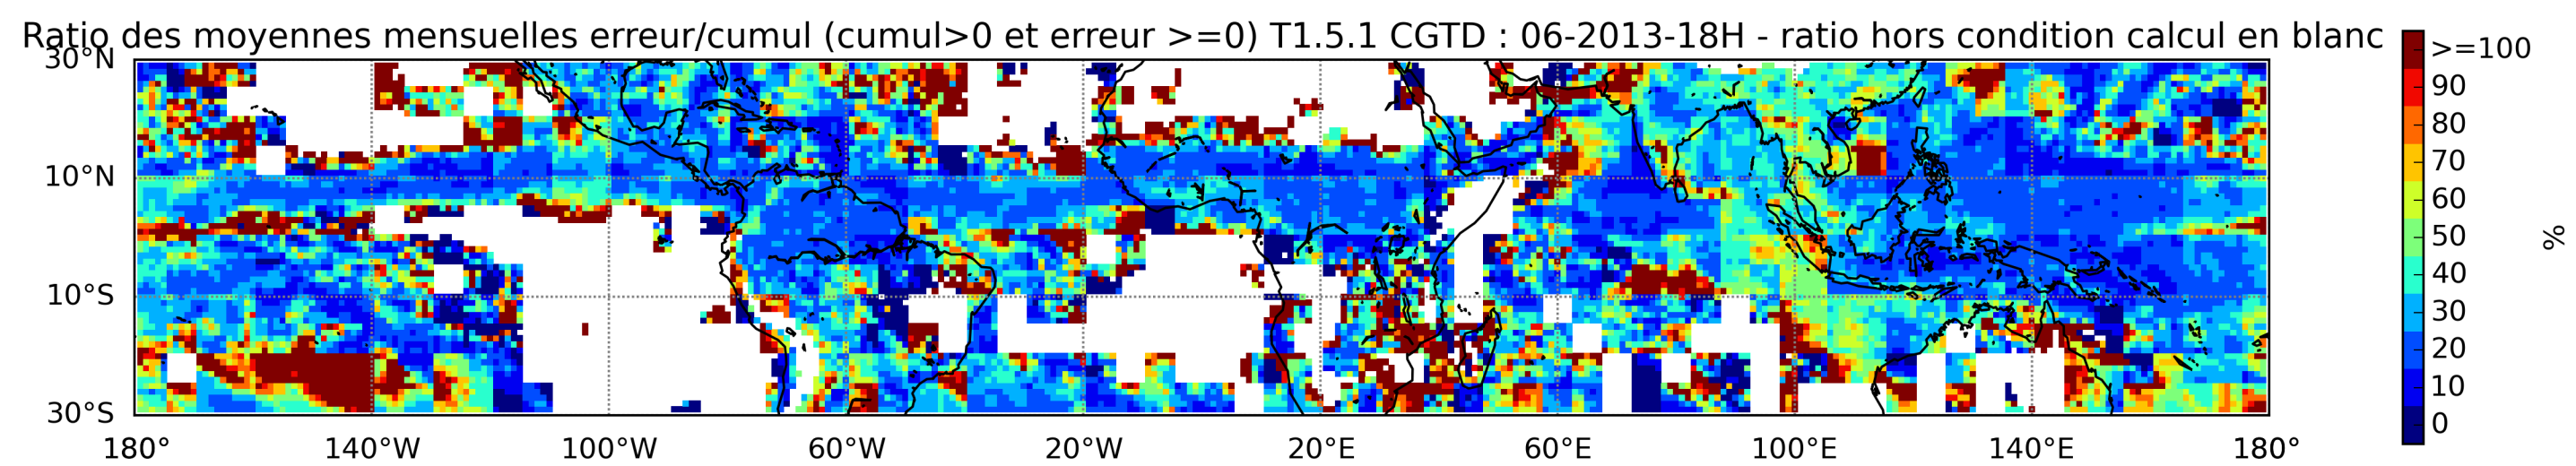 Ratio des moyennes mensuelles erreur/cumul (cumul>0 et erreur >=0) T1.5.1 CGTD : 06-2013-18H - ratio hors condition calcul en blanc
30°N
10°N
10°S
30°S
180°
140°W
100°W
60°W
20°W
20°E
60°E
100°E
140°E
180°
>=100
90
80
70
60
50
40
30
20
10
0
%